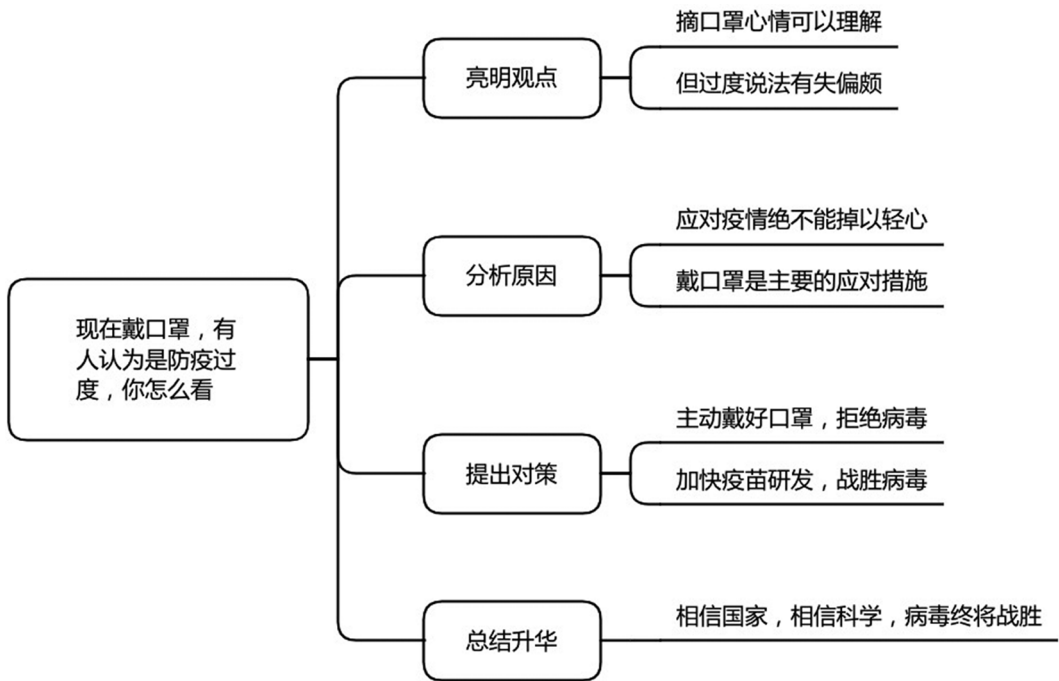 现在戴口罩，有
人认为是防疫过
度，你怎么看
亮明观点
摘口罩心情可以理解
但过度说法有失偏颇
分析原因
应对疫情绝不能掉以轻心
戴口罩是主要的应对措施
提出对策
主动戴好口罩，拒绝病毒
加快疫苗研发，战胜病毒
总结升华
相信国家，相信科学，病毒终将战胜